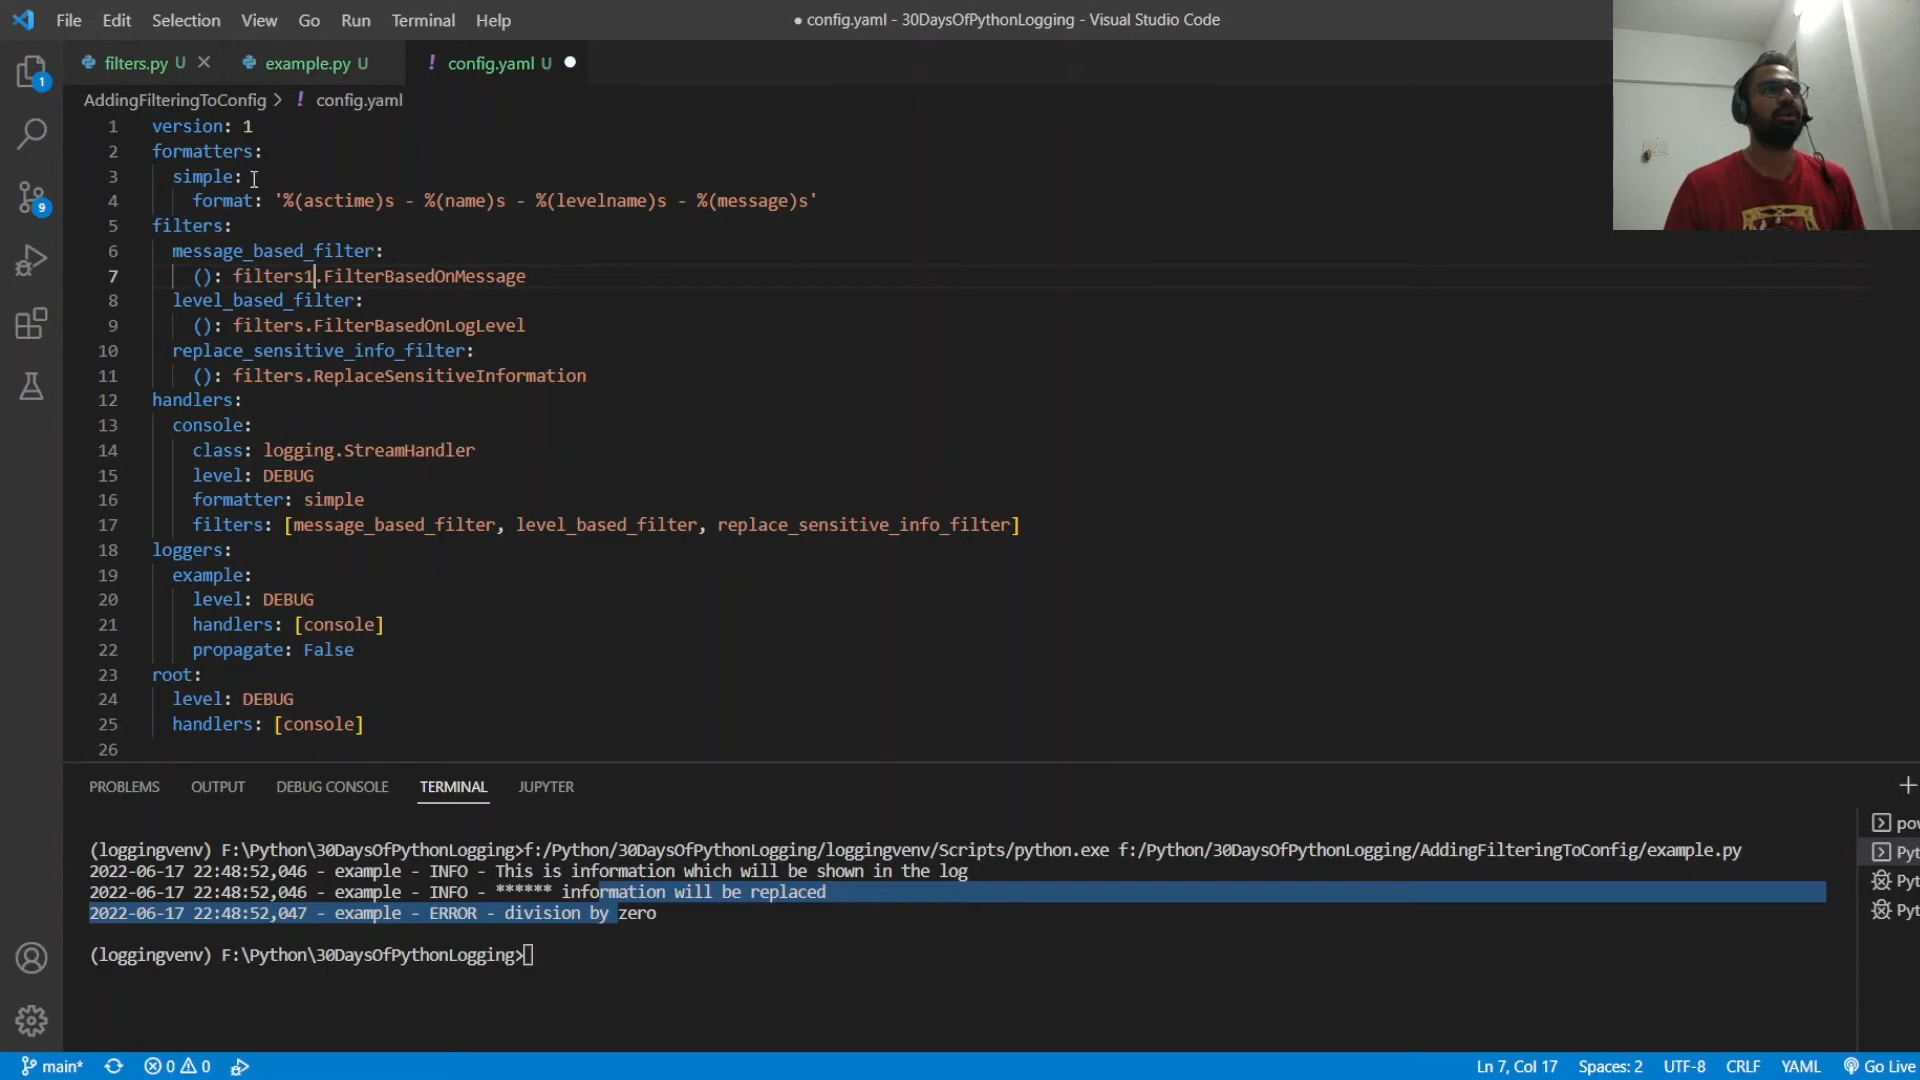 File Edit Selection View Go Run Terminal Help
● config.yaml - 30DaysOfPythonLogging - Visual Studio Code
filters.py U
example.py U
! config.yaml U
AddingFilteringToConfig > ! config.yaml
1 version: 1
2 formatters:
3 simple:
4 format: '%(asctime)s - %(name)s - %(levelname)s - %(message)s'
5 filters:
6 message_based_filter:
7 (): filters1.FilterBasedOnMessage
8 level_based_filter:
9 (): filters.FilterBasedOnLogLevel
10 replace_sensitive_info_filter:
11 (): filters.ReplaceSensitiveInformation
12 handlers:
13 console:
14 class: logging.StreamHandler
15 level: DEBUG
16 formatter: simple
17 filters: [message_based_filter, level_based_filter, replace_sensitive_info_filter]
18 loggers:
19 example:
20 level: DEBUG
21 handlers: [console]
22 propagate: False
23 root:
24 level: DEBUG
25 handlers: [console]
26
1
9
PROBLEMS OUTPUT DEBUG CONSOLE TERMINAL JUPYTER
(loggingvenv) F:\Python\30DaysOfPythonLogging>f:/Python/30DaysOfPythonLogging/loggingvenv/Scripts/python.exe f:/Python/30DaysOfPythonLogging/AddingFilteringToConfig/example.py
2022-06-17 22:48:52,046 - example - INFO - This is information which will be shown in the log
2022-06-17 22:48:52,046 - example - INFO - ****** information will be replaced
2022-06-17 22:48:52,047 - example - ERROR - division by zero
(loggingvenv) F:\Python\30DaysOfPythonLogging>
pow
Pyt
Pyt
Pyt
main* 0 0 Ln 7, Col 17 Spaces: 2 UTF-8 CRLF YAML Go Live